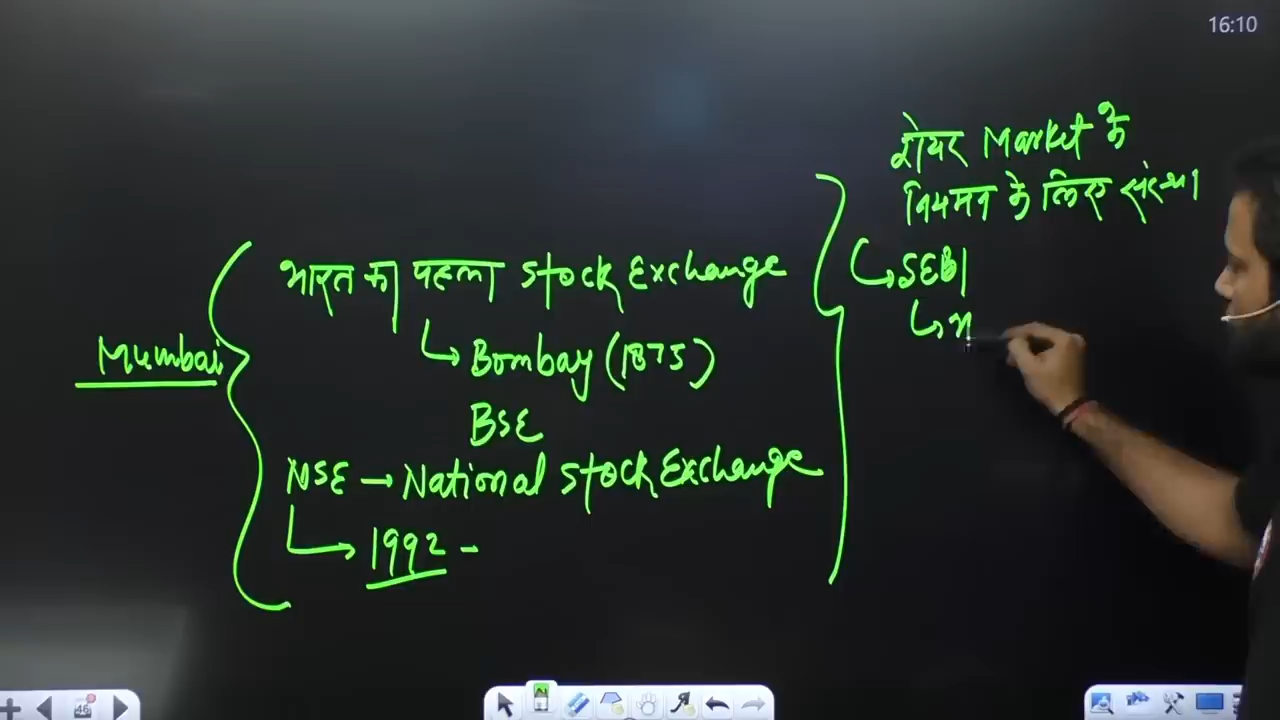 16:10
शेयर Market के
नियमन के लिए संस्था
SEBI
भारत का पहला Stock Exchange
Mumbai
Bombay (1875)
BSE
NSE → National Stock Exchange
1992 -
46